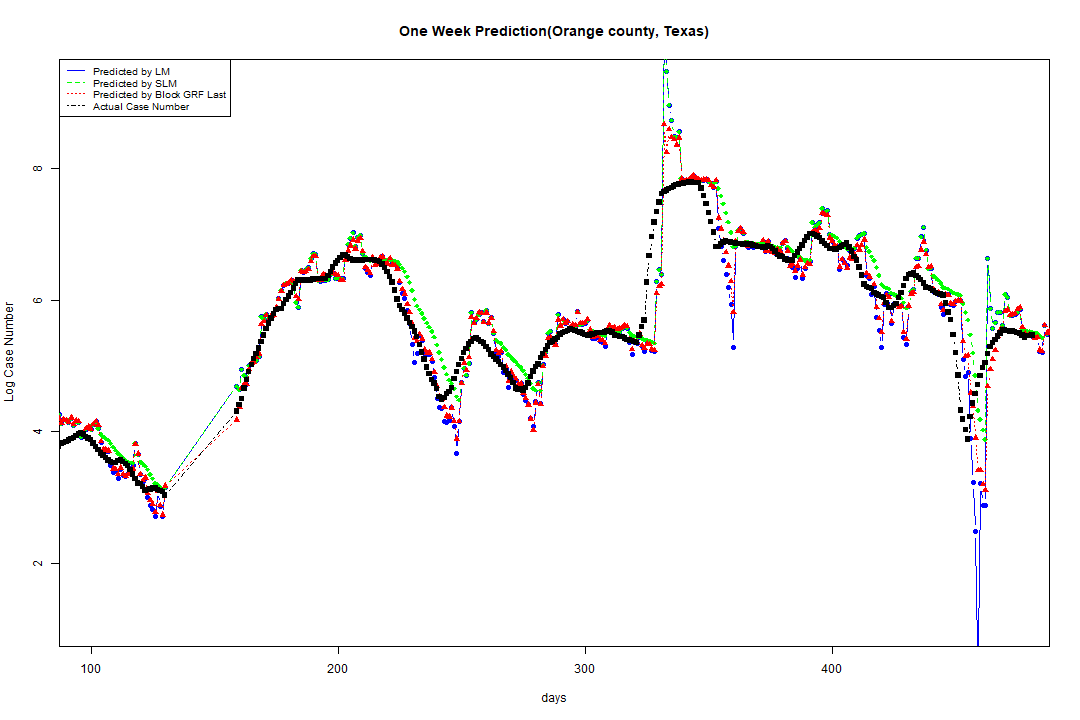 One Week Prediction(Orange county, Texas)
Predicted by LM
Predicted by SLM
Predicted by Block GRF Last
Actual Case Number
Log Case Number
8
6
4
2
100
200
300
400
days